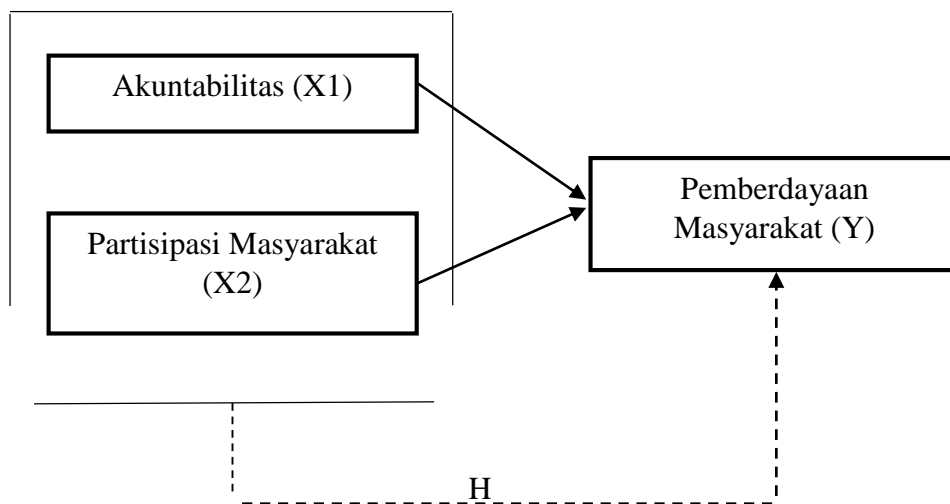 Akuntabilitas (X1)
Partisipasi Masyarakat
(X2)
Pemberdayaan
Masyarakat (Y)
H